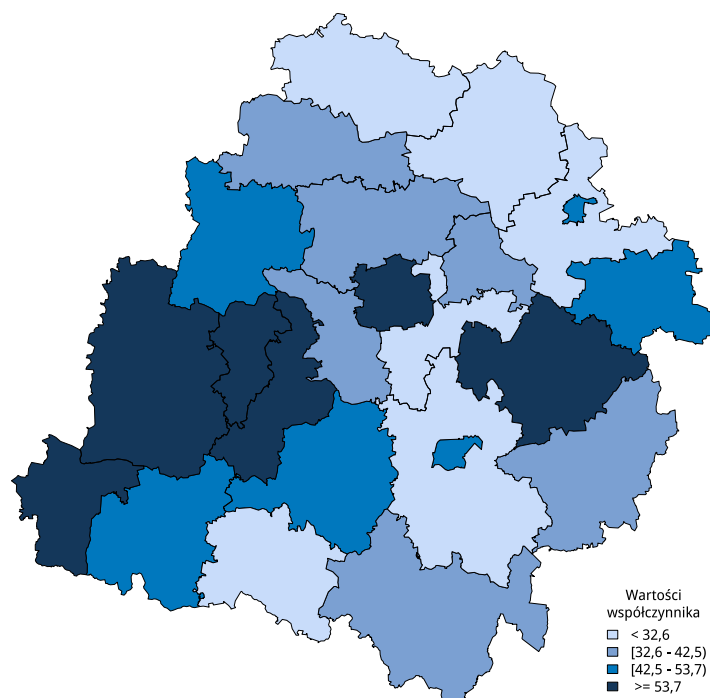 Wartości
współczynnika
< 32,6
[32,6 - 42,5)
[42,5 - 53,7)
>= 53,7